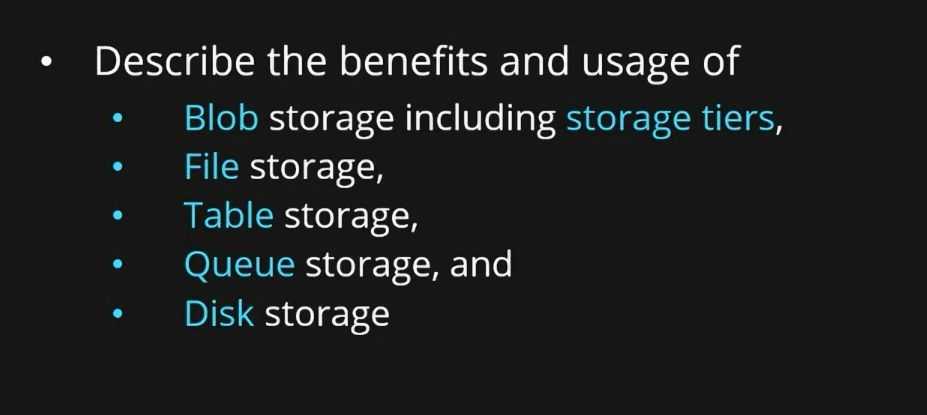 • Describe the benefits and usage of
• Blob storage including storage tiers,
• File storage,
• Table storage,
• Queue storage, and
• Disk storage